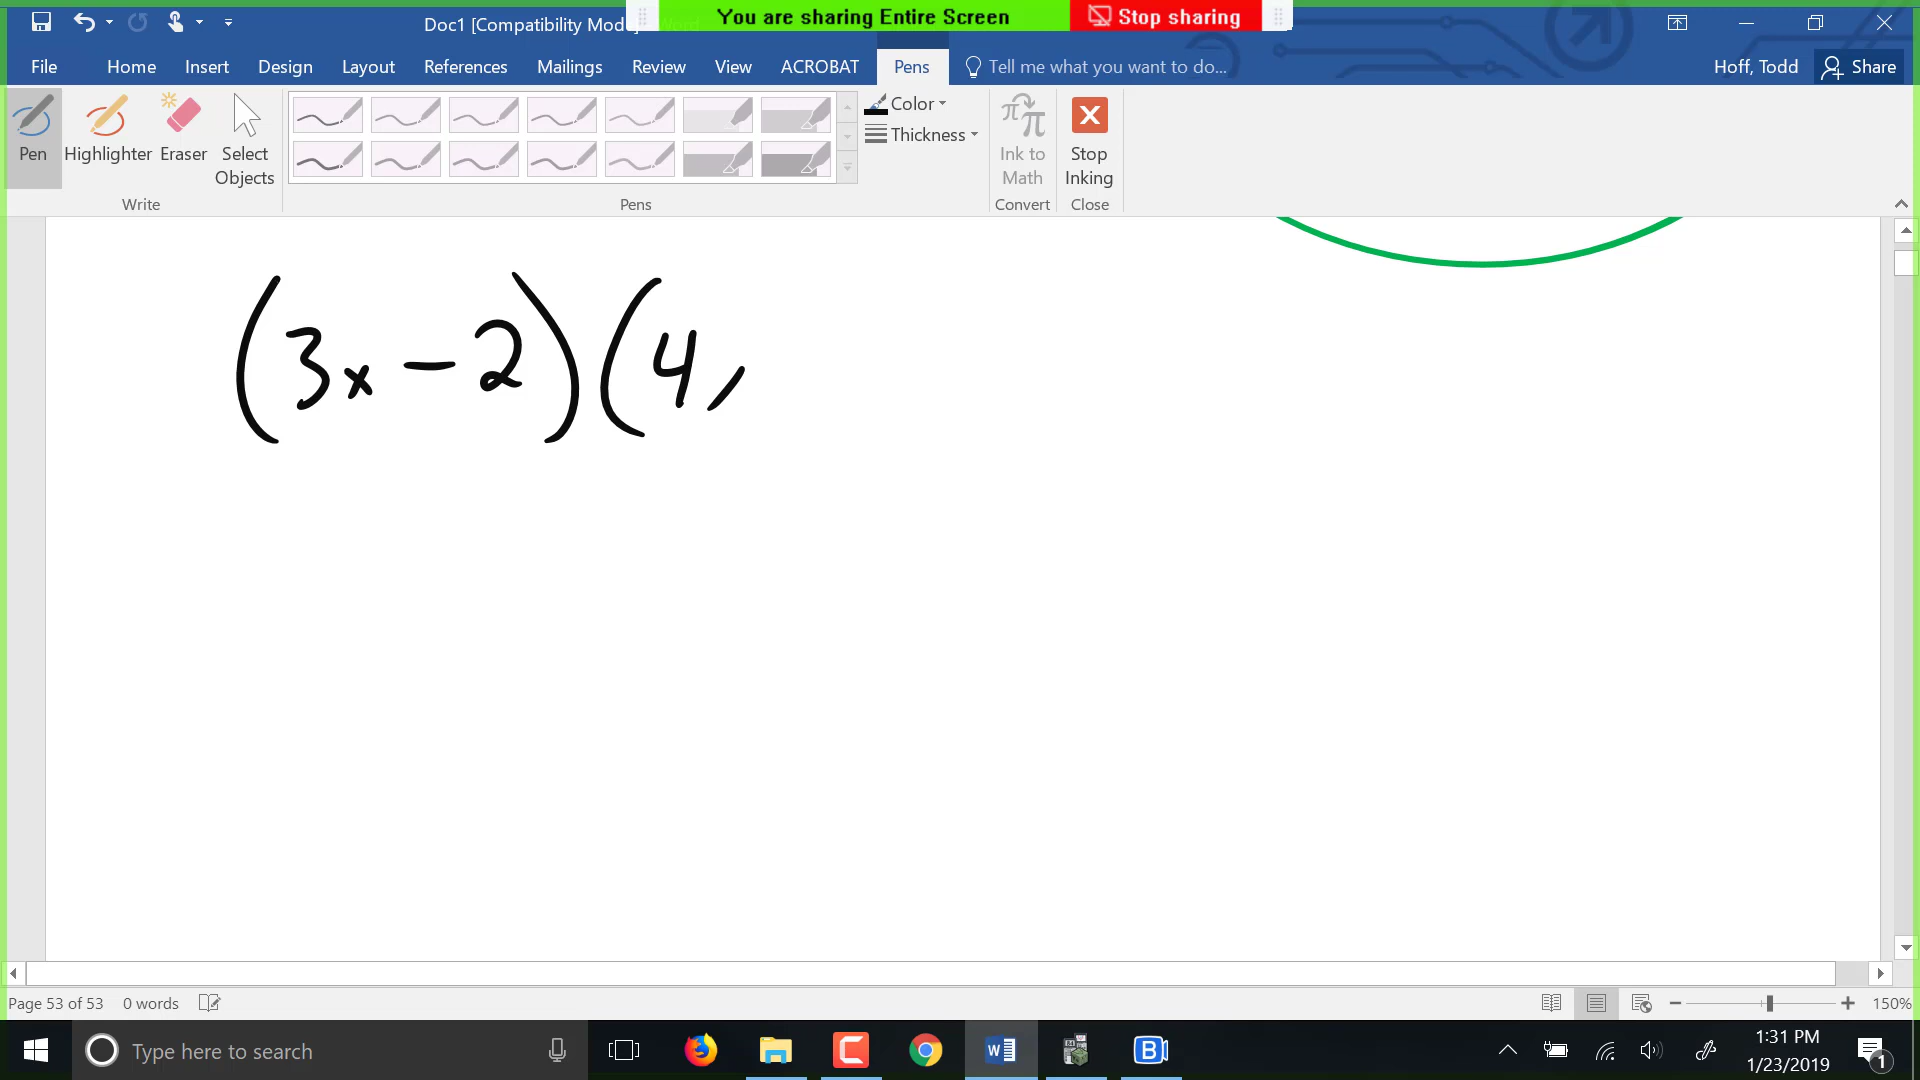 Doc1 [Compatibility Mod
You are sharing Entire Screen
Stop sharing
File Home Insert Design Layout References Mailings Review View ACROBAT Pens Tell me what you want to do... Hoff, Todd Share
Pen Highlighter Eraser Select Objects
Color
Thickness
Ink to Math
Stop Inking
Write Pens Convert Close
(3x - 2)(4
Page 53 of 53 0 words 150%
Type here to search
1:31 PM
1/23/2019
1